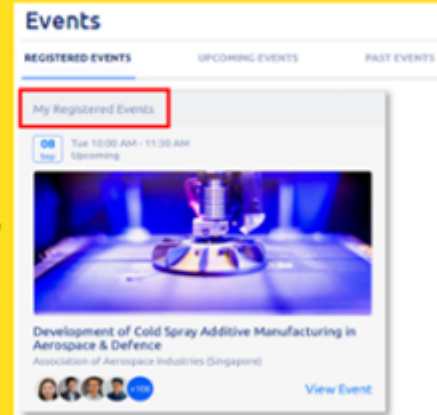 Events
REGISTERED EVENTS UPCOMING EVENTS PAST EVENTS
My Registered Events
08 Tue 10:00 AM - 11:30 AM
Sep Upcoming
Development of Cold Spray Additive Manufacturing in
Aerospace & Defence
Association of Aerospace Industries (Singapore)
+108 View Event